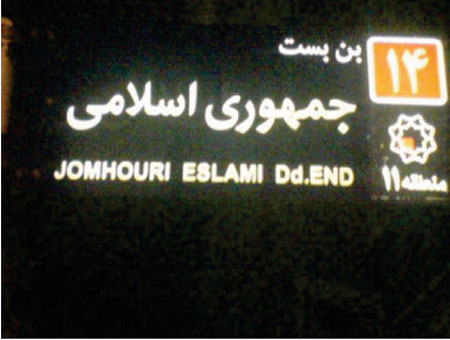 بن بست
۱۴
جمهوری اسلامی
JOMHOURI ESLAMI Dd.END
منطقه ۱۱